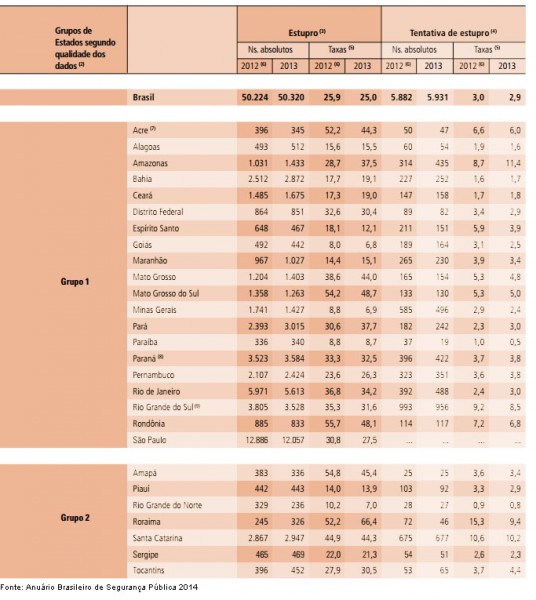 Grupos de Estados segundo qualidade dos dados (2) Estupro (3) Tentativa de estupro (4)
Ns. absolutos Taxas (5) Ns. absolutos Taxas (5)
2012 (6) 2013 2012 (6) 2013 2012 (6) 2013 2012 (6) 2013
Brasil 50.224 50.320 25,9 25,0 5.882 5.931 3,0 2,9
Grupo 1
Acre (7) 396 345 52,2 44,3 50 47 6,6 6,0
Alagoas 493 512 15,6 15,5 60 54 1,9 1,6
Amazonas 1.031 1.433 28,7 37,5 314 435 8,7 11,4
Bahia 2.512 2.872 17,7 19,1 227 252 1,6 1,7
Ceará 1.485 1.675 17,3 19,0 147 158 1,7 1,8
Distrito Federal 864 851 32,6 30,4 89 82 3,4 2,9
Espírito Santo 648 467 18,1 12,1 211 151 5,9 3,9
Goiás 492 442 8,0 6,8 189 164 3,1 2,5
Maranhão 967 1.027 14,4 15,1 265 230 3,9 3,4
Mato Grosso 1.204 1.403 38,6 44,0 165 154 5,3 4,8
Mato Grosso do Sul 1.358 1.263 54,2 48,7 133 130 5,3 5,0
Minas Gerais 1.741 1.427 8,8 6,9 585 496 2,9 2,4
Pará 2.393 3.015 30,6 37,7 182 242 2,3 3,0
Paraíba 336 340 8,8 8,7 37 19 1,0 0,5
Paraná (8) 3.523 3.584 33,3 32,5 396 422 3,7 3,8
Pernambuco 2.107 2.424 23,6 26,3 323 351 3,6 3,8
Rio de Janeiro 5.971 5.613 36,8 34,2 392 488 2,4 3,0
Rio Grande do Sul 3.805 3.528 35,3 31,6 993 956 9,2 8,5
Rondônia 885 833 55,7 48,1 114 117 7,2 6,8
São Paulo 12.886 12.057 30,8 27,5 ... ... ... ...
Grupo 2
Amapá 383 336 54,8 45,4 25 25 3,6 3,4
Piauí 442 443 14,0 13,9 103 92 3,3 2,9
Rio Grande do Norte 329 236 10,2 7,0 28 27 0,9 0,8
Roraima 245 326 52,2 66,4 72 46 15,3 9,4
Santa Catarina 2.867 2.947 44,9 44,3 675 677 10,6 10,2
Sergipe 465 469 22,0 21,3 54 51 2,6 2,3
Tocantins 396 452 27,9 30,5 53 65 3,7 4,4
Fonte: Anuário Brasileiro de Segurança Pública 2014